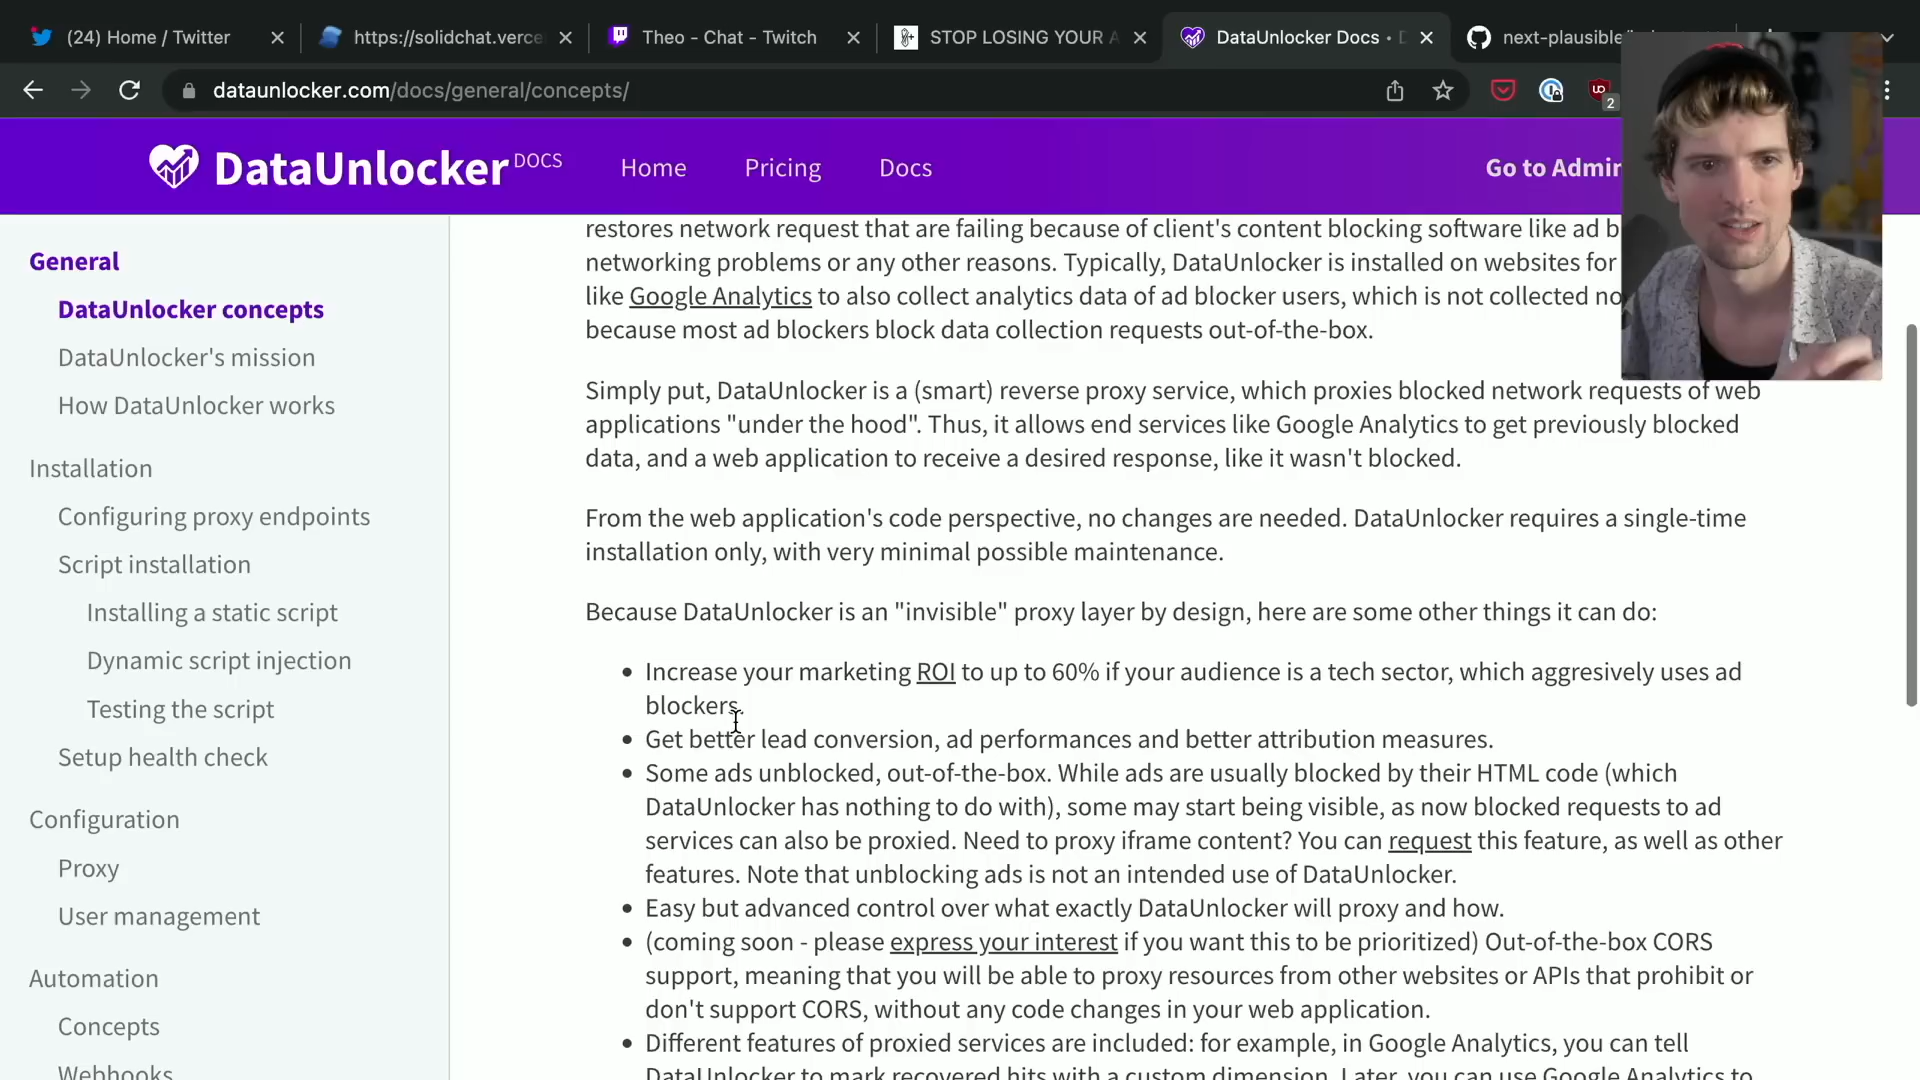 (24) Home / Twitter
https://solidchat.verce
Theo - Chat - Twitch
STOP LOSING YOUR A
DataUnlocker Docs • D
next-plausible/
dataunlocker.com/docs/general/concepts/
2
DataUnlocker DOCS
Home
Pricing
Docs
Go to Admin
General
DataUnlocker concepts
DataUnlocker's mission
How DataUnlocker works
Installation
Configuring proxy endpoints
Script installation
Installing a static script
Dynamic script injection
Testing the script
Setup health check
Configuration
Proxy
User management
Automation
Concepts
Webhooks
restores network request that are failing because of client's content blocking software like ad b
networking problems or any other reasons. Typically, DataUnlocker is installed on websites for
like Google Analytics to also collect analytics data of ad blocker users, which is not collected no
because most ad blockers block data collection requests out-of-the-box.
Simply put, DataUnlocker is a (smart) reverse proxy service, which proxies blocked network requests of web
applications "under the hood". Thus, it allows end services like Google Analytics to get previously blocked
data, and a web application to receive a desired response, like it wasn't blocked.
From the web application's code perspective, no changes are needed. DataUnlocker requires a single-time
installation only, with very minimal possible maintenance.
Because DataUnlocker is an "invisible" proxy layer by design, here are some other things it can do:
• Increase your marketing ROI to up to 60% if your audience is a tech sector, which aggresively uses ad
blockers.
• Get better lead conversion, ad performances and better attribution measures.
• Some ads unblocked, out-of-the-box. While ads are usually blocked by their HTML code (which
DataUnlocker has nothing to do with), some may start being visible, as now blocked requests to ad
services can also be proxied. Need to proxy iframe content? You can request this feature, as well as other
features. Note that unblocking ads is not an intended use of DataUnlocker.
• Easy but advanced control over what exactly DataUnlocker will proxy and how.
• (coming soon - please express your interest if you want this to be prioritized) Out-of-the-box CORS
support, meaning that you will be able to proxy resources from other websites or APIs that prohibit or
don't support CORS, without any code changes in your web application.
• Different features of proxied services are included: for example, in Google Analytics, you can tell
DataUnlocker to mark recovered hits with a custom dimension. Later, you can use Google Analytics to